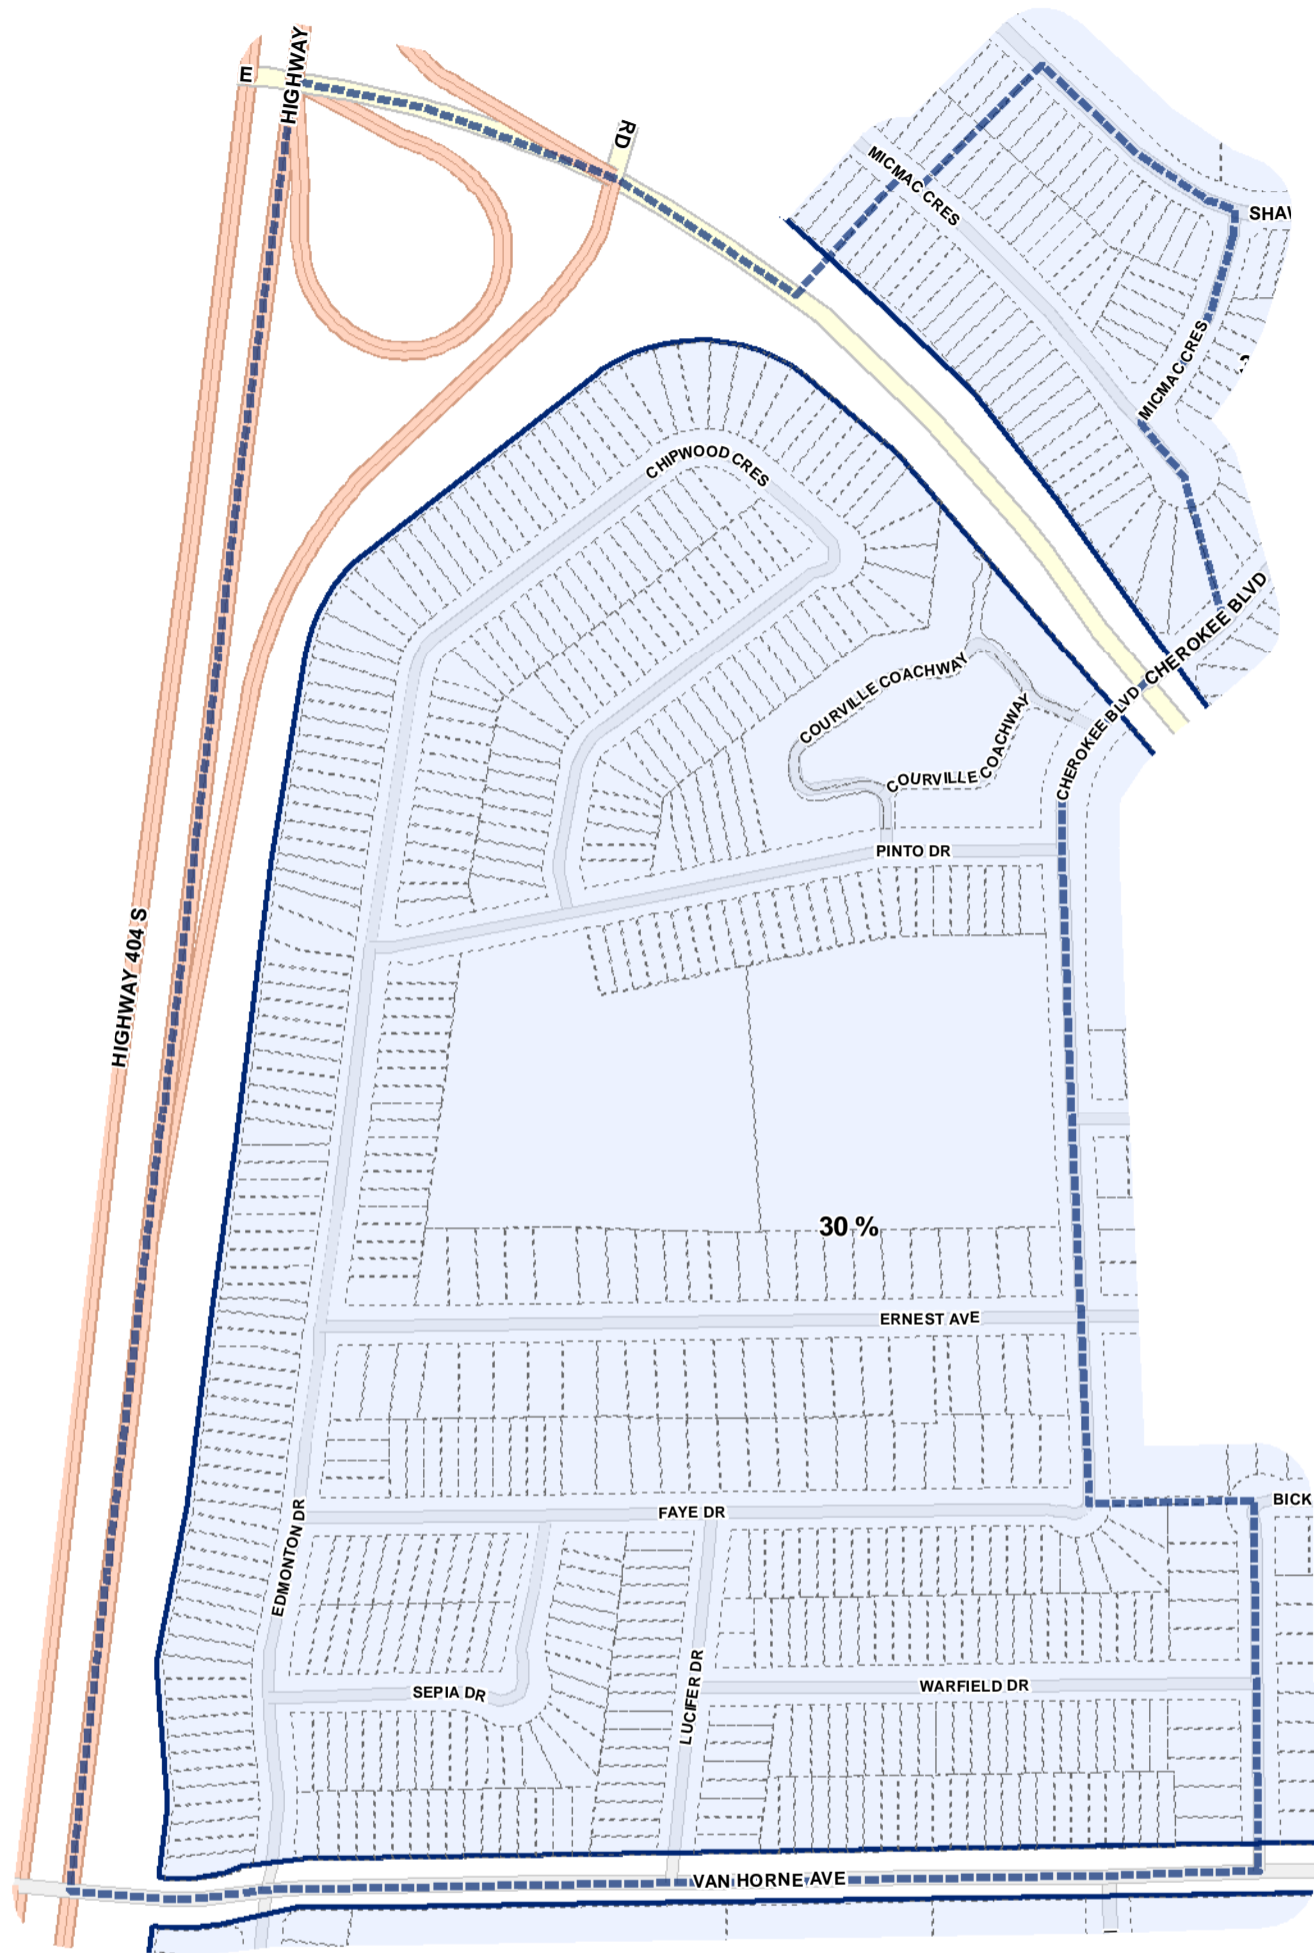 E
HIGHWAY
RD
MICMAC CRES
SHAW
MICMAC CRES
CHIPWOOD CRES
CHEROKEE BLVD
COURVILLE COACHWAY
CHEROKEE BLVD
COURVILLE COACHWAY
PINTO DR
HIGHWAY 404 S
30 %
ERNEST AVE
BICK
EDMONTON DR
FAYE DR
LUCIFER DR
WARFIELD DR
SEPIA DR
VAN HORNE AVE